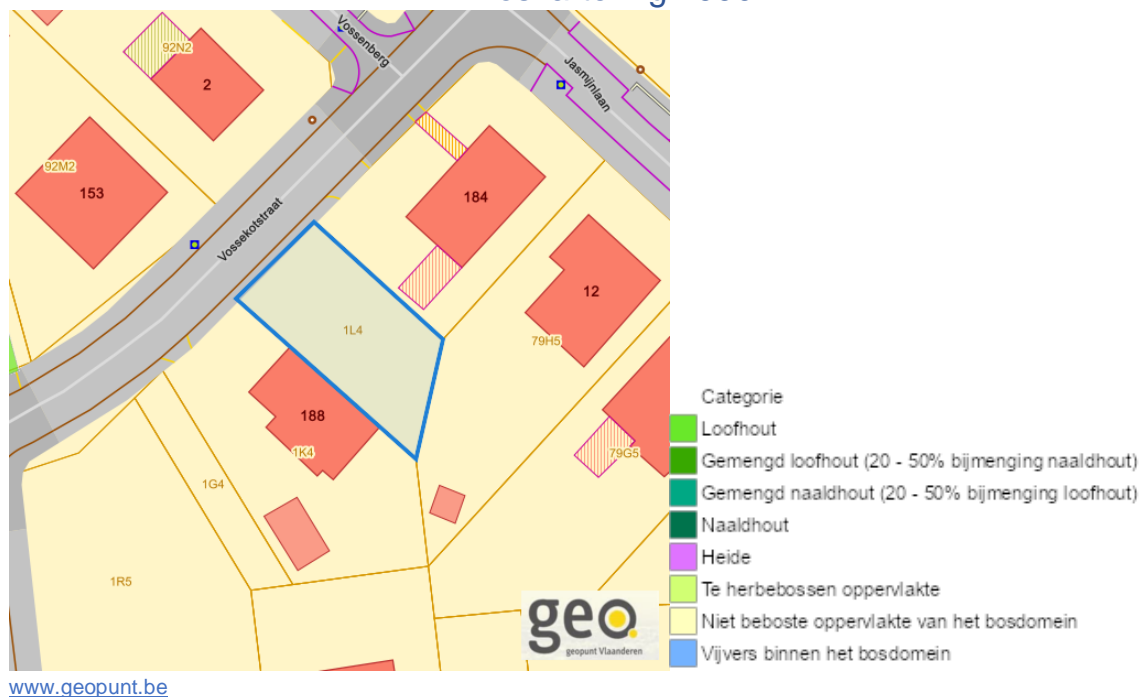 Vossenberg
92N2
2
Jasmijnlaan
92M2
153
184
Vossekotstraat
12
1L4
79H5
188
1K4
79G5
1G4
1R5
geo.
geopunt Vlaanderen
Categorie
Loofhout
Gemengd loofhout (20 - 50% bijmenging naaldhout)
Gemengd naaldhout (20 - 50% bijmenging loofhout)
Naaldhout
Heide
Te herbebossen oppervlakte
Niet beboste oppervlakte van het bosdomein
Vijvers binnen het bosdomein
www.geopunt.be